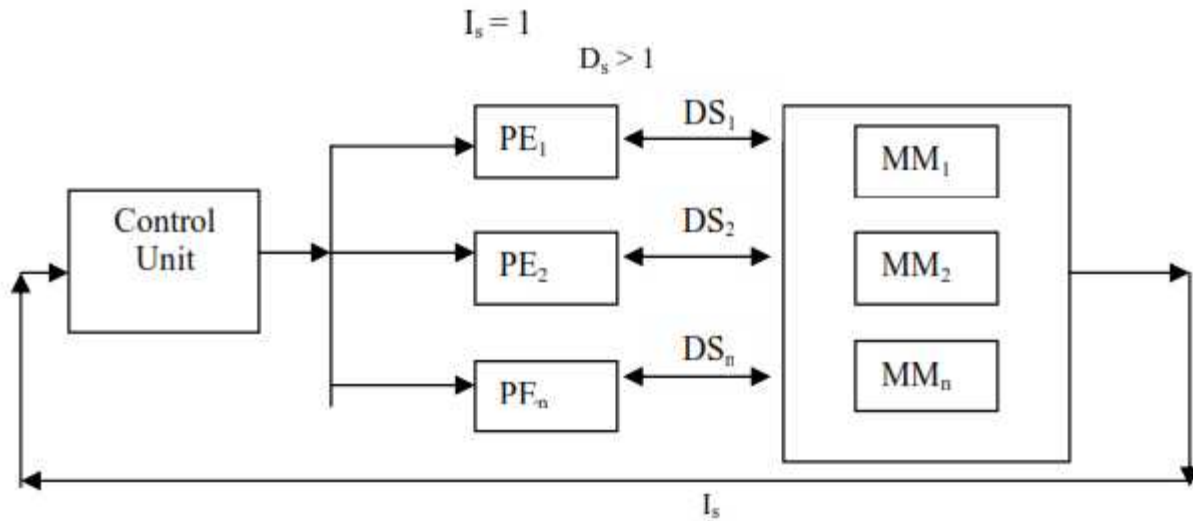 Iₛ = 1
Dₛ > 1
PE₁
DS₁
MM₁
Control
Unit
PE₂
DS₂
MM₂
PFₙ
DSₙ
MMₙ
Iₛ